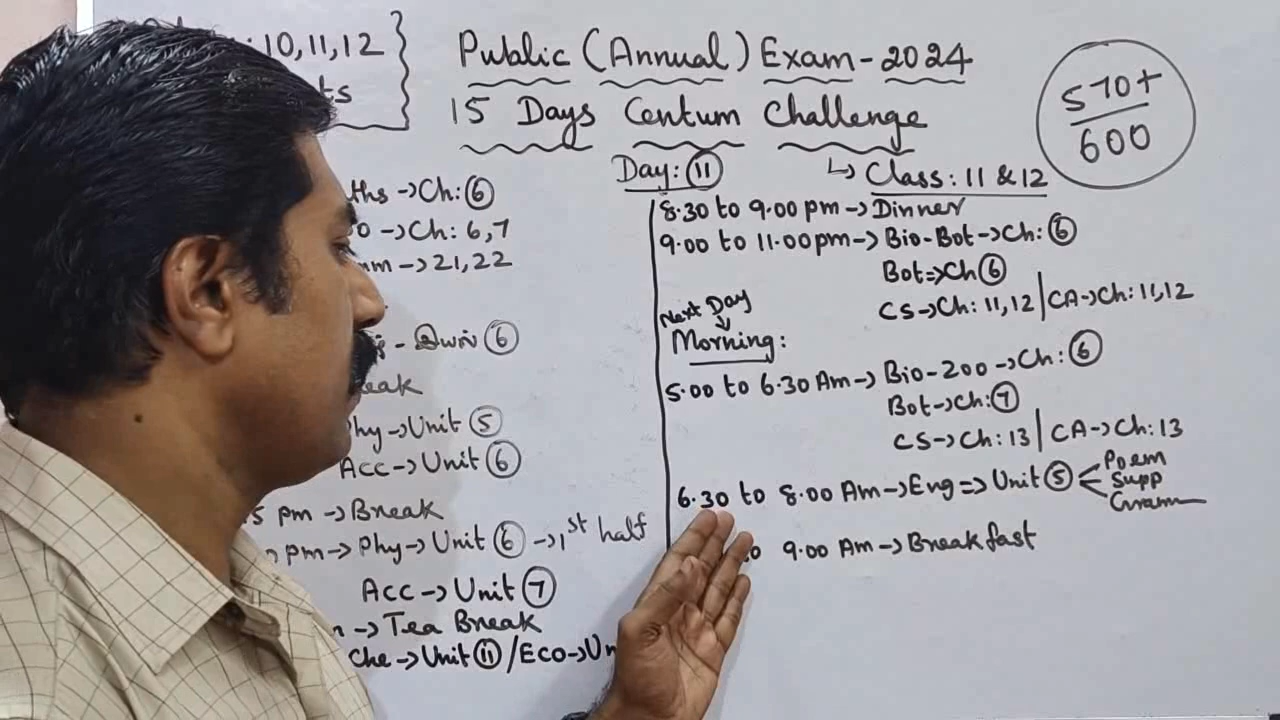 10, 11, 12
Public (Annual) Exam - 2024
15 Days Centum Challenge
570+
600
Day: 11
↳ Class: 11 & 12
→ Ch: 6
→ Ch: 6, 7
→ 21, 22
- இயல் 6
Phy → Unit 5
Acc → Unit 6
pm → Break
pm → Phy → Unit 6 → 1st half
Acc → Unit 7
→ Tea Break
Che → Unit 11 / Eco →
8.30 to 9.00 pm → Dinner
9.00 to 11.00 pm → Bio-Bot → Ch: 6
Bot => Ch 6
CS → Ch: 11, 12 | CA → Ch: 11, 12
Next Day
Morning:
5.00 to 6.30 Am → Bio-200 → Ch: 6
Bot → Ch: 7
CS → Ch: 13 | CA → Ch: 13
6.30 to 8.00 Am → Eng => Unit 5
Poem
Supp
Gram
to 9.00 Am → Breakfast